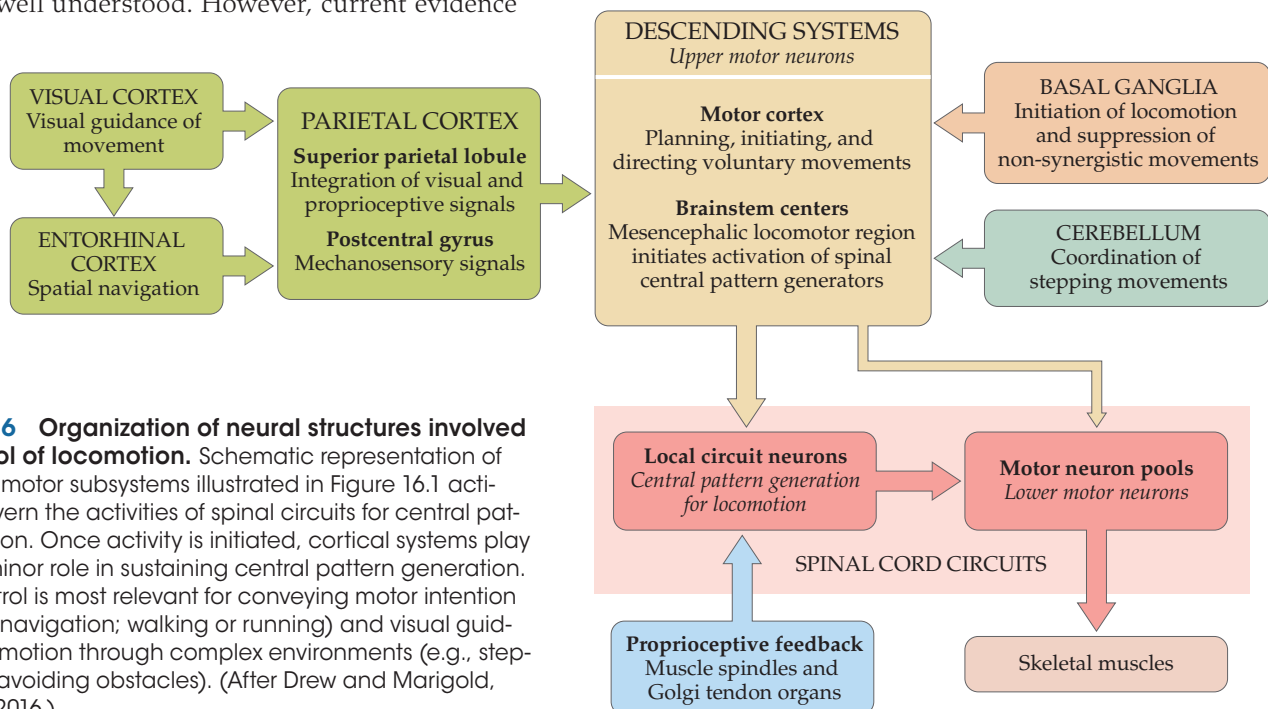 well understood. However, current evidence
DESCENDING SYSTEMS
Upper motor neurons
Motor cortex
Planning, initiating, and
directing voluntary movements
Brainstem centers
Mesencephalic locomotor region
initiates activation of spinal
central pattern generators
VISUAL CORTEX
Visual guidance of
movement
ENTORHINAL
CORTEX
Spatial navigation
PARIETAL CORTEX
Superior parietal lobule
Integration of visual and
proprioceptive signals
Postcentral gyrus
Mechanosensory signals
BASAL GANGLIA
Initiation of locomotion
and suppression of
non-synergistic movements
CEREBELLUM
Coordination of
stepping movements
Local circuit neurons
Central pattern generation
for locomotion
Motor neuron pools
Lower motor neurons
SPINAL CORD CIRCUITS
Proprioceptive feedback
Muscle spindles and
Golgi tendon organs
Skeletal muscles
6 Organization of neural structures involved
ol of locomotion. Schematic representation of
motor subsystems illustrated in Figure 16.1 acti-
vern the activities of spinal circuits for central pat-
on. Once activity is initiated, cortical systems play
inor role in sustaining central pattern generation.
trol is most relevant for conveying motor intention
navigation; walking or running) and visual guid-
motion through complex environments (e.g., step-
avoiding obstacles). (After Drew and Marigold,
2016.)